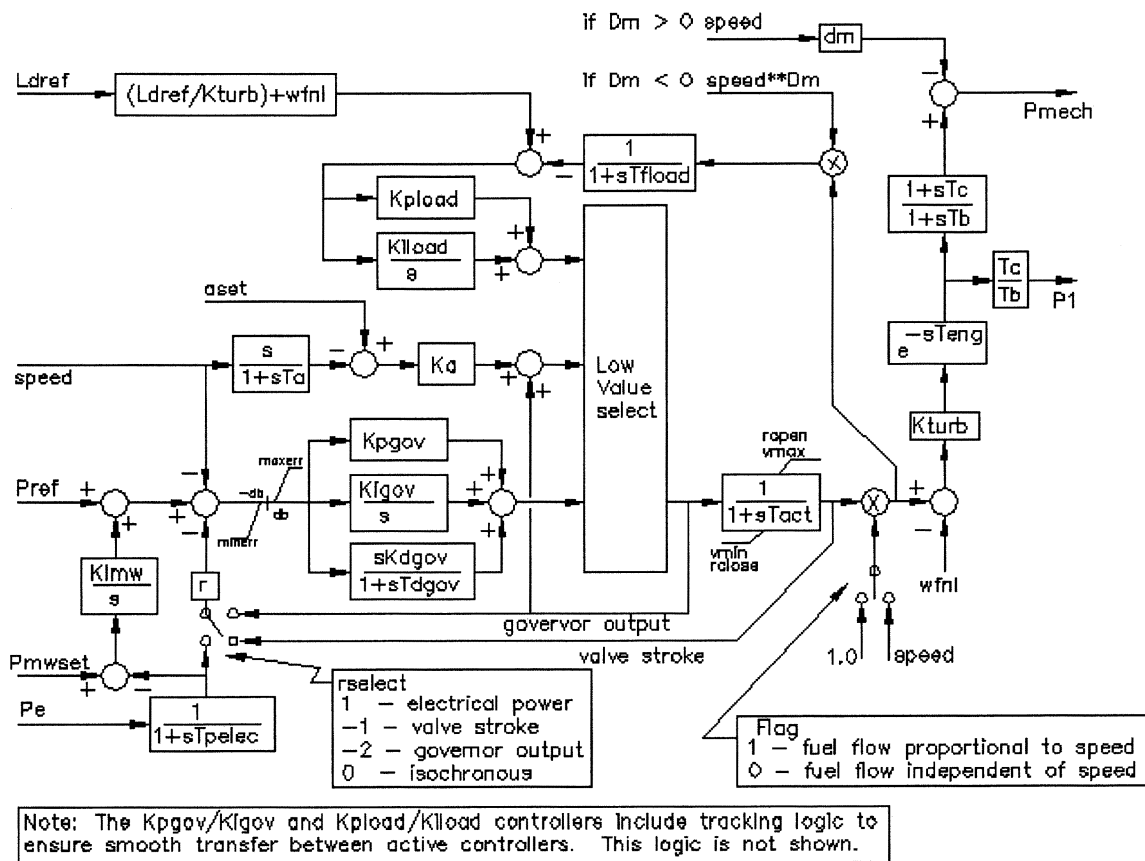 if Dm > 0 speed
dm
Ldref
(Ldref/Kturb)+wfnl
If Dm < 0 speed**Dm
Pmech
1
1+sTfload
1+sTc
1+sTb
Kpload
KIload
s
Tc
Tb
P1
aset
e
-sTeng
speed
s
1+sTa
Ka
Low
Value
select
Kturb
Kpgov
ropen
vmax
maxerr
Pref
-db
db
minerr
KIgov
s
1
1+sTact
sKdgov
1+sTdgov
vmin
rclose
wfnl
KImw
s
r
governor output
valve stroke
1.0
speed
Pmwset
Pe
1
1+sTpelec
rselect
1 - electrical power
-1 - valve stroke
-2 - governor output
0 - isochronous
Flag
1 - fuel flow proportional to speed
0 - fuel flow independent of speed
Note: The Kpgov/KIgov and Kpload/KIload controllers include tracking logic to
ensure smooth transfer between active controllers. This logic is not shown.